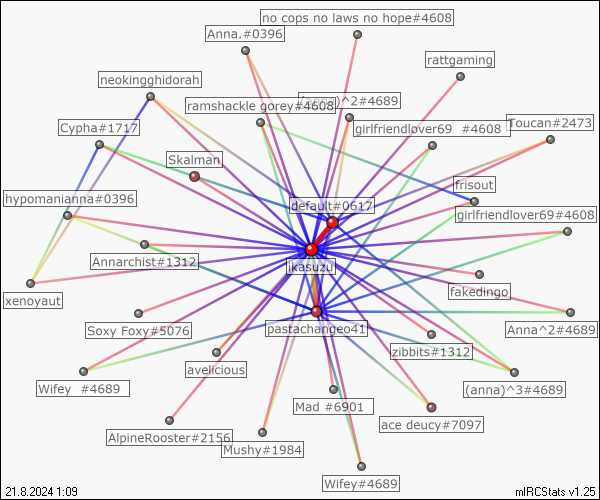 no cops no laws no hope#4608
Anna.#0396
rattgaming
neokingghidorah
(anna)^2#4689
ramshackle gorey#4608
Toucan#2473
Cypha#1717
girlfriendlover69 #4608
Skalman
frisout
hypomanianna#0396
default#0617
girlfriendlover69#4608
Annarchist#1312
jkasuzu
fakedingo
xenoyaut
Soxy Foxy#5076
pastachangeo41
Anna^2#4689
zibbits#1312
avelicious
Wifey #4689
(anna)^3#4689
Mad #6901
ace deucy#7097
AlpineRooster#2156
Mushy#1984
Wifey#4689
21.8.2024 1:09
mIRCStats v1.25